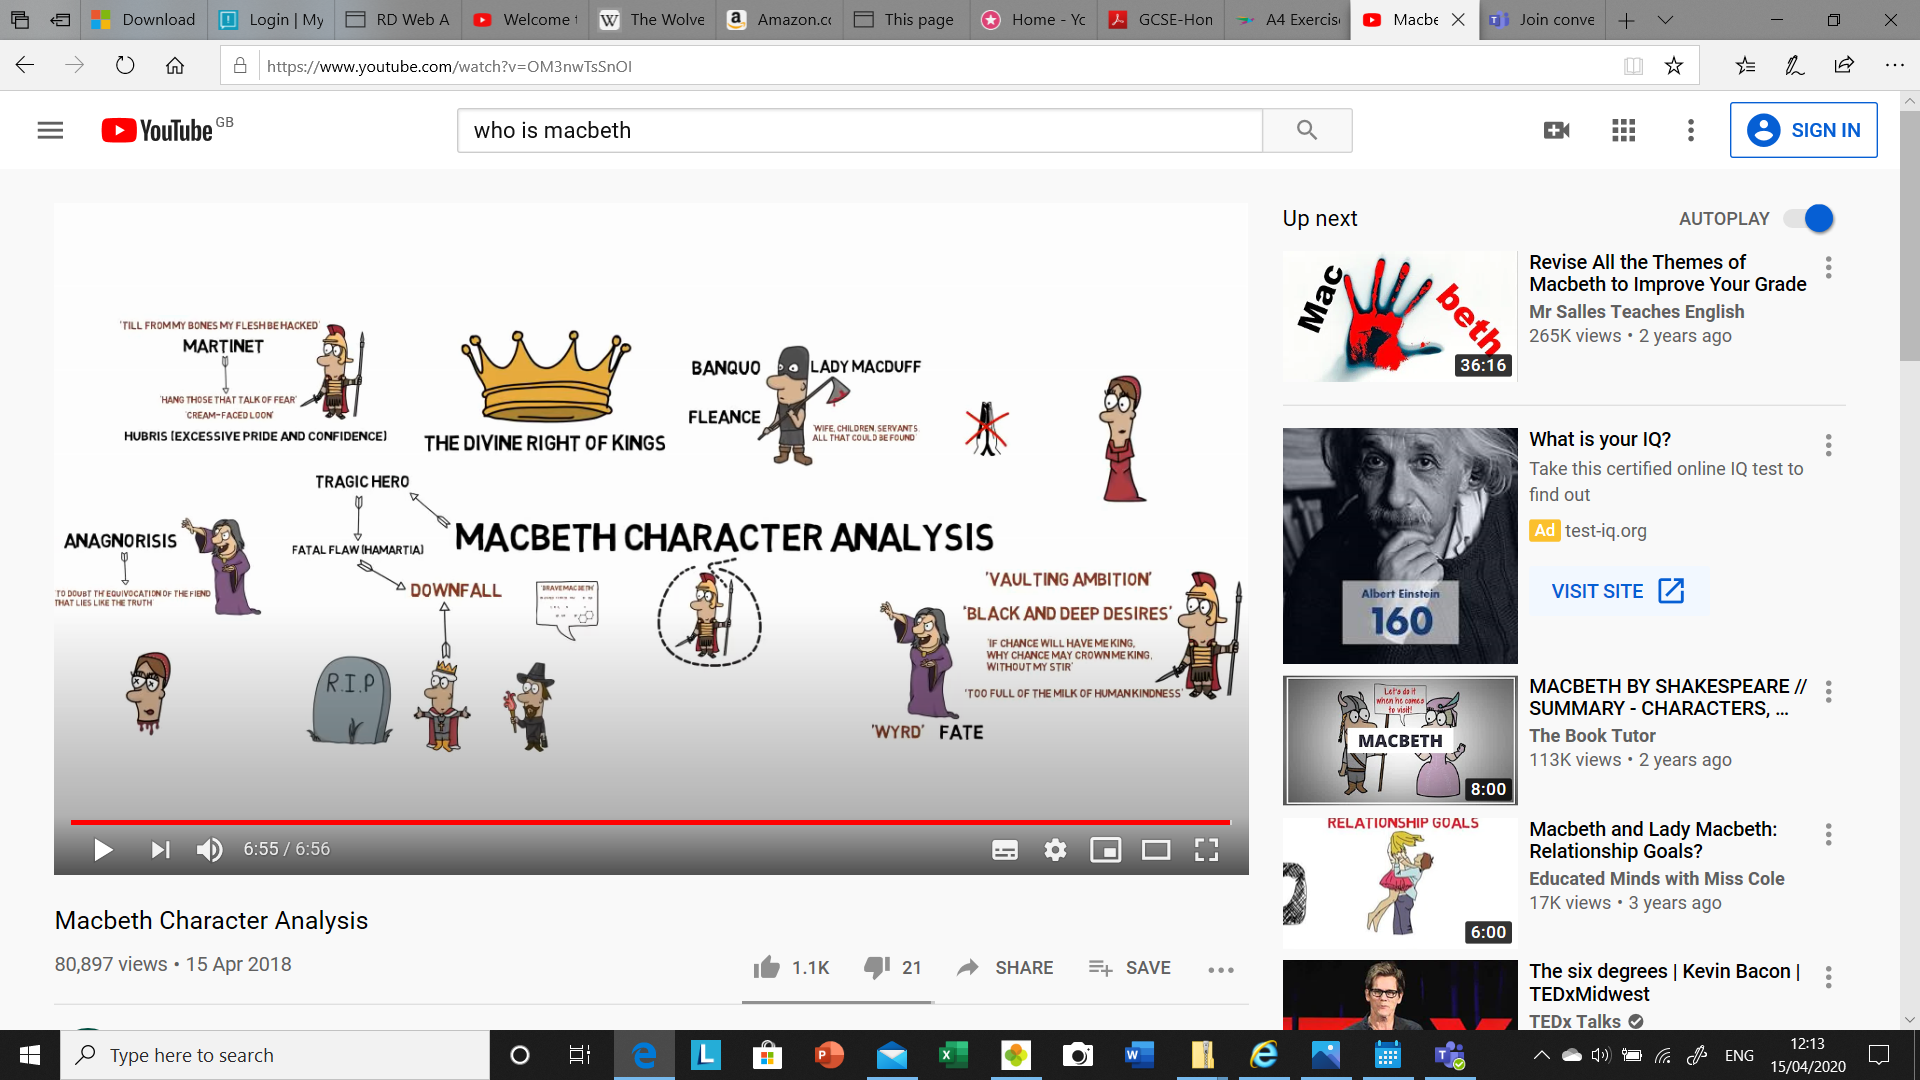 Download
Login | My
RD Web A
Welcome t
W The Wolve
a Amazon.co
This page
Home - Yo
GCSE-Hon
A4 Exercis
Macbe
Join conve
https://www.youtube.com/watch?v=OM3nwTsSnOI
YouTube GB
who is macbeth
SIGN IN
'TILL FROM MY BONES MY FLESH BE HACKED'
MARTINET
'HANG THOSE THAT TALK OF FEAR'
'CREAM-FACED LOON'
HUBRIS (EXCESSIVE PRIDE AND CONFIDENCE)
THE DIVINE RIGHT OF KINGS
BANQUO
LADY MACDUFF
FLEANCE
'WIFE, CHILDREN, SERVANTS,
ALL THAT COULD BE FOUND'
TRAGIC HERO
MACBETH CHARACTER ANALYSIS
ANAGNORISIS
FATAL FLAW (HAMARTIA)
DOWNFALL
'TO DOUBT TH'EQUIVOCATION OF THE FIEND
THAT LIES LIKE THE TRUTH
'BRAVE MACBETH'
'VAULTING AMBITION'
'BLACK AND DEEP DESIRES'
'IF CHANCE WILL HAVE ME KING,
WHY CHANCE MAY CROWN ME KING,
WITHOUT MY STIR'
'TOO FULL OF THE MILK OF HUMAN KINDNESS'
R.I.P
'WYRD' FATE
6:55 / 6:56
Macbeth Character Analysis
80,897 views • 15 Apr 2018
1.1K
21
SHARE
SAVE
Up next
AUTOPLAY
Mac
beth
36:16
Revise All the Themes of
Macbeth to Improve Your Grade
Mr Salles Teaches English
265K views • 2 years ago
Albert Einstein
160
What is your IQ?
Take this certified online IQ test to
find out
Ad test-iq.org
VISIT SITE
Let's do it
when he comes
to visit!
MACBETH
8:00
MACBETH BY SHAKESPEARE //
SUMMARY - CHARACTERS, ...
The Book Tutor
113K views • 2 years ago
RELATIONSHIP GOALS
6:00
Macbeth and Lady Macbeth:
Relationship Goals?
Educated Minds with Miss Cole
17K views • 3 years ago
The six degrees | Kevin Bacon |
TEDxMidwest
TEDx Talks
Type here to search
L
ENG
12:13
15/04/2020